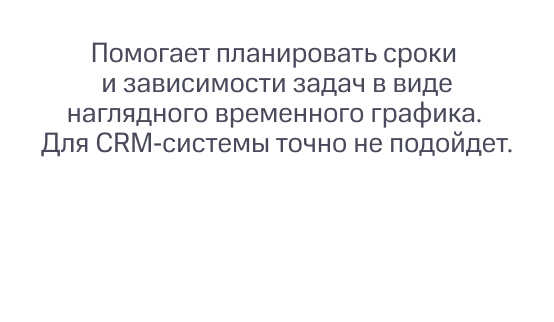 Помогает планировать сроки
и зависимости задач в виде
наглядного временного графика.
Для CRM-системы точно не подойдет.